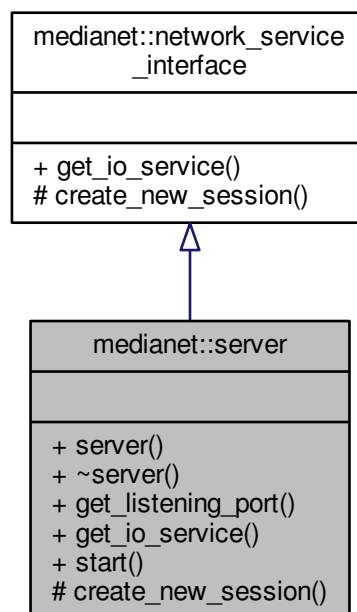 medianet::network_service
_interface
+ get_io_service()
# create_new_session()
medianet::server
+ server()
+ ~server()
+ get_listening_port()
+ get_io_service()
+ start()
# create_new_session()